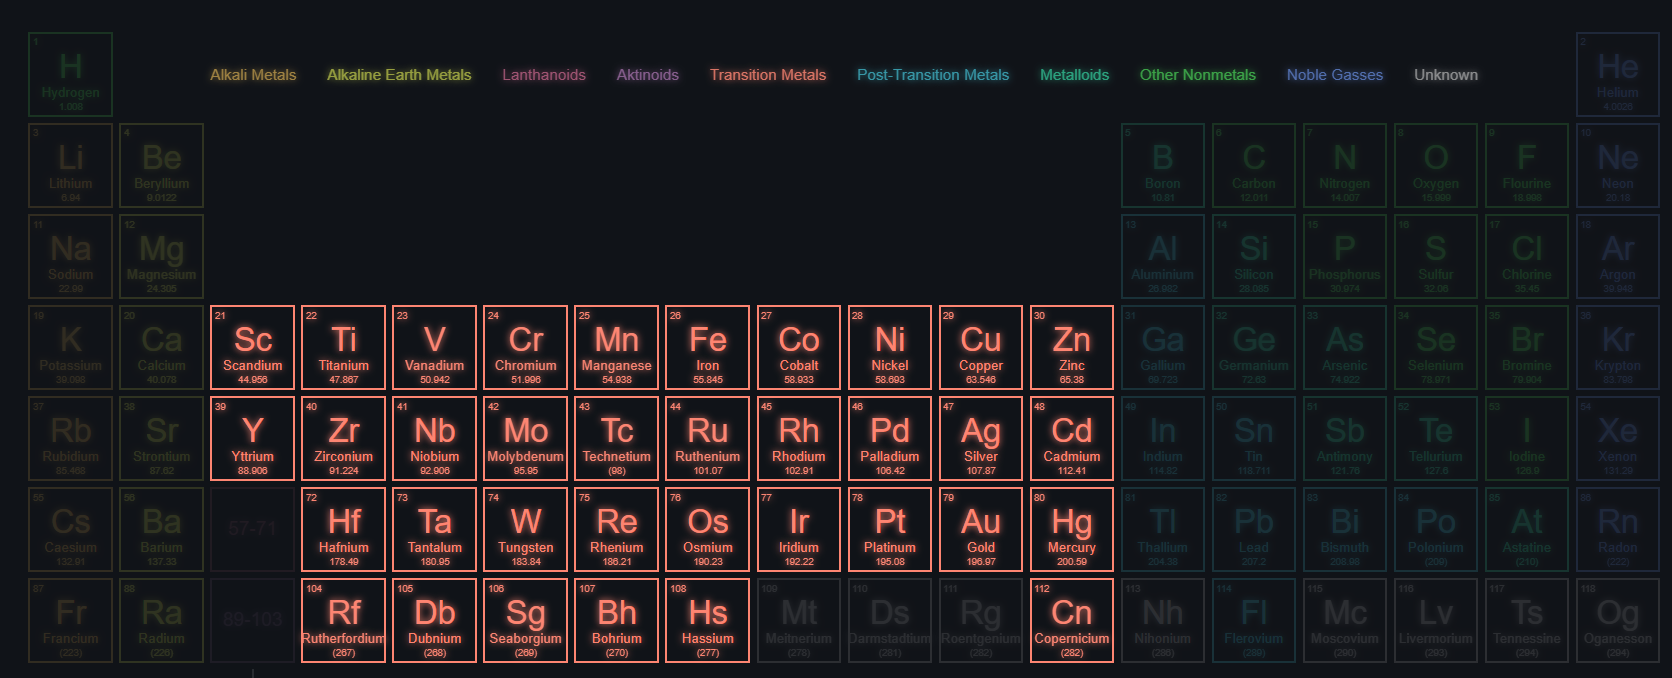 1
H
Hydrogen
1.008
Alkali Metals
Alkaline Earth Metals
Lanthanoids
Aktinoids
Transition Metals
Post-Transition Metals
Metalloids
Other Nonmetals
Noble Gasses
Unknown
2
He
Helium
4.0026
3
Li
Lithium
6.94
4
Be
Beryllium
9.0122
5
B
Boron
10.81
6
C
Carbon
12.011
7
N
Nitrogen
14.007
8
O
Oxygen
15.999
9
F
Flourine
18.998
10
Ne
Neon
20.18
11
Na
Sodium
22.99
12
Mg
Magnesium
24.305
13
Al
Aluminium
26.982
14
Si
Silicon
28.085
15
P
Phosphorus
30.974
16
S
Sulfur
32.06
17
Cl
Chlorine
35.45
18
Ar
Argon
39.948
19
K
Potassium
39.098
20
Ca
Calcium
40.078
21
Sc
Scandium
44.956
22
Ti
Titanium
47.867
23
V
Vanadium
50.942
24
Cr
Chromium
51.996
25
Mn
Manganese
54.938
26
Fe
Iron
55.845
27
Co
Cobalt
58.933
28
Ni
Nickel
58.693
29
Cu
Copper
63.546
30
Zn
Zinc
65.38
31
Ga
Gallium
69.723
32
Ge
Germanium
72.63
33
As
Arsenic
74.922
34
Se
Selenium
78.971
35
Br
Bromine
79.904
36
Kr
Krypton
83.798
37
Rb
Rubidium
85.468
38
Sr
Strontium
87.62
39
Y
Yttrium
88.906
40
Zr
Zirconium
91.224
41
Nb
Niobium
92.906
42
Mo
Molybdenum
95.95
43
Tc
Technetium
(98)
44
Ru
Ruthenium
101.07
45
Rh
Rhodium
102.91
46
Pd
Palladium
106.42
47
Ag
Silver
107.87
48
Cd
Cadmium
112.41
49
In
Indium
114.82
50
Sn
Tin
118.711
51
Sb
Antimony
121.76
52
Te
Tellurium
127.6
53
I
Iodine
126.9
54
Xe
Xenon
131.29
55
Cs
Caesium
132.91
56
Ba
Barium
137.33
57-71
72
Hf
Hafnium
178.49
73
Ta
Tantalum
180.95
74
W
Tungsten
183.84
75
Re
Rhenium
186.21
76
Os
Osmium
190.23
77
Ir
Iridium
192.22
78
Pt
Platinum
195.08
79
Au
Gold
196.97
80
Hg
Mercury
200.59
81
Tl
Thallium
204.38
82
Pb
Lead
207.2
83
Bi
Bismuth
208.98
84
Po
Polonium
(209)
85
At
Astatine
(210)
86
Rn
Radon
(222)
87
Fr
Francium
(223)
88
Ra
Radium
(226)
89-103
104
Rf
Rutherfordium
(267)
105
Db
Dubnium
(268)
106
Sg
Seaborgium
(269)
107
Bh
Bohrium
(270)
108
Hs
Hassium
(277)
109
Mt
Meitnerium
(278)
110
Ds
Darmstadtium
(281)
111
Rg
Roentgenium
(282)
112
Cn
Copernicium
(282)
113
Nh
Nihonium
(286)
114
Fl
Flerovium
(289)
115
Mc
Moscovium
(290)
116
Lv
Livermorium
(293)
117
Ts
Tennessine
(294)
118
Og
Oganesson
(294)